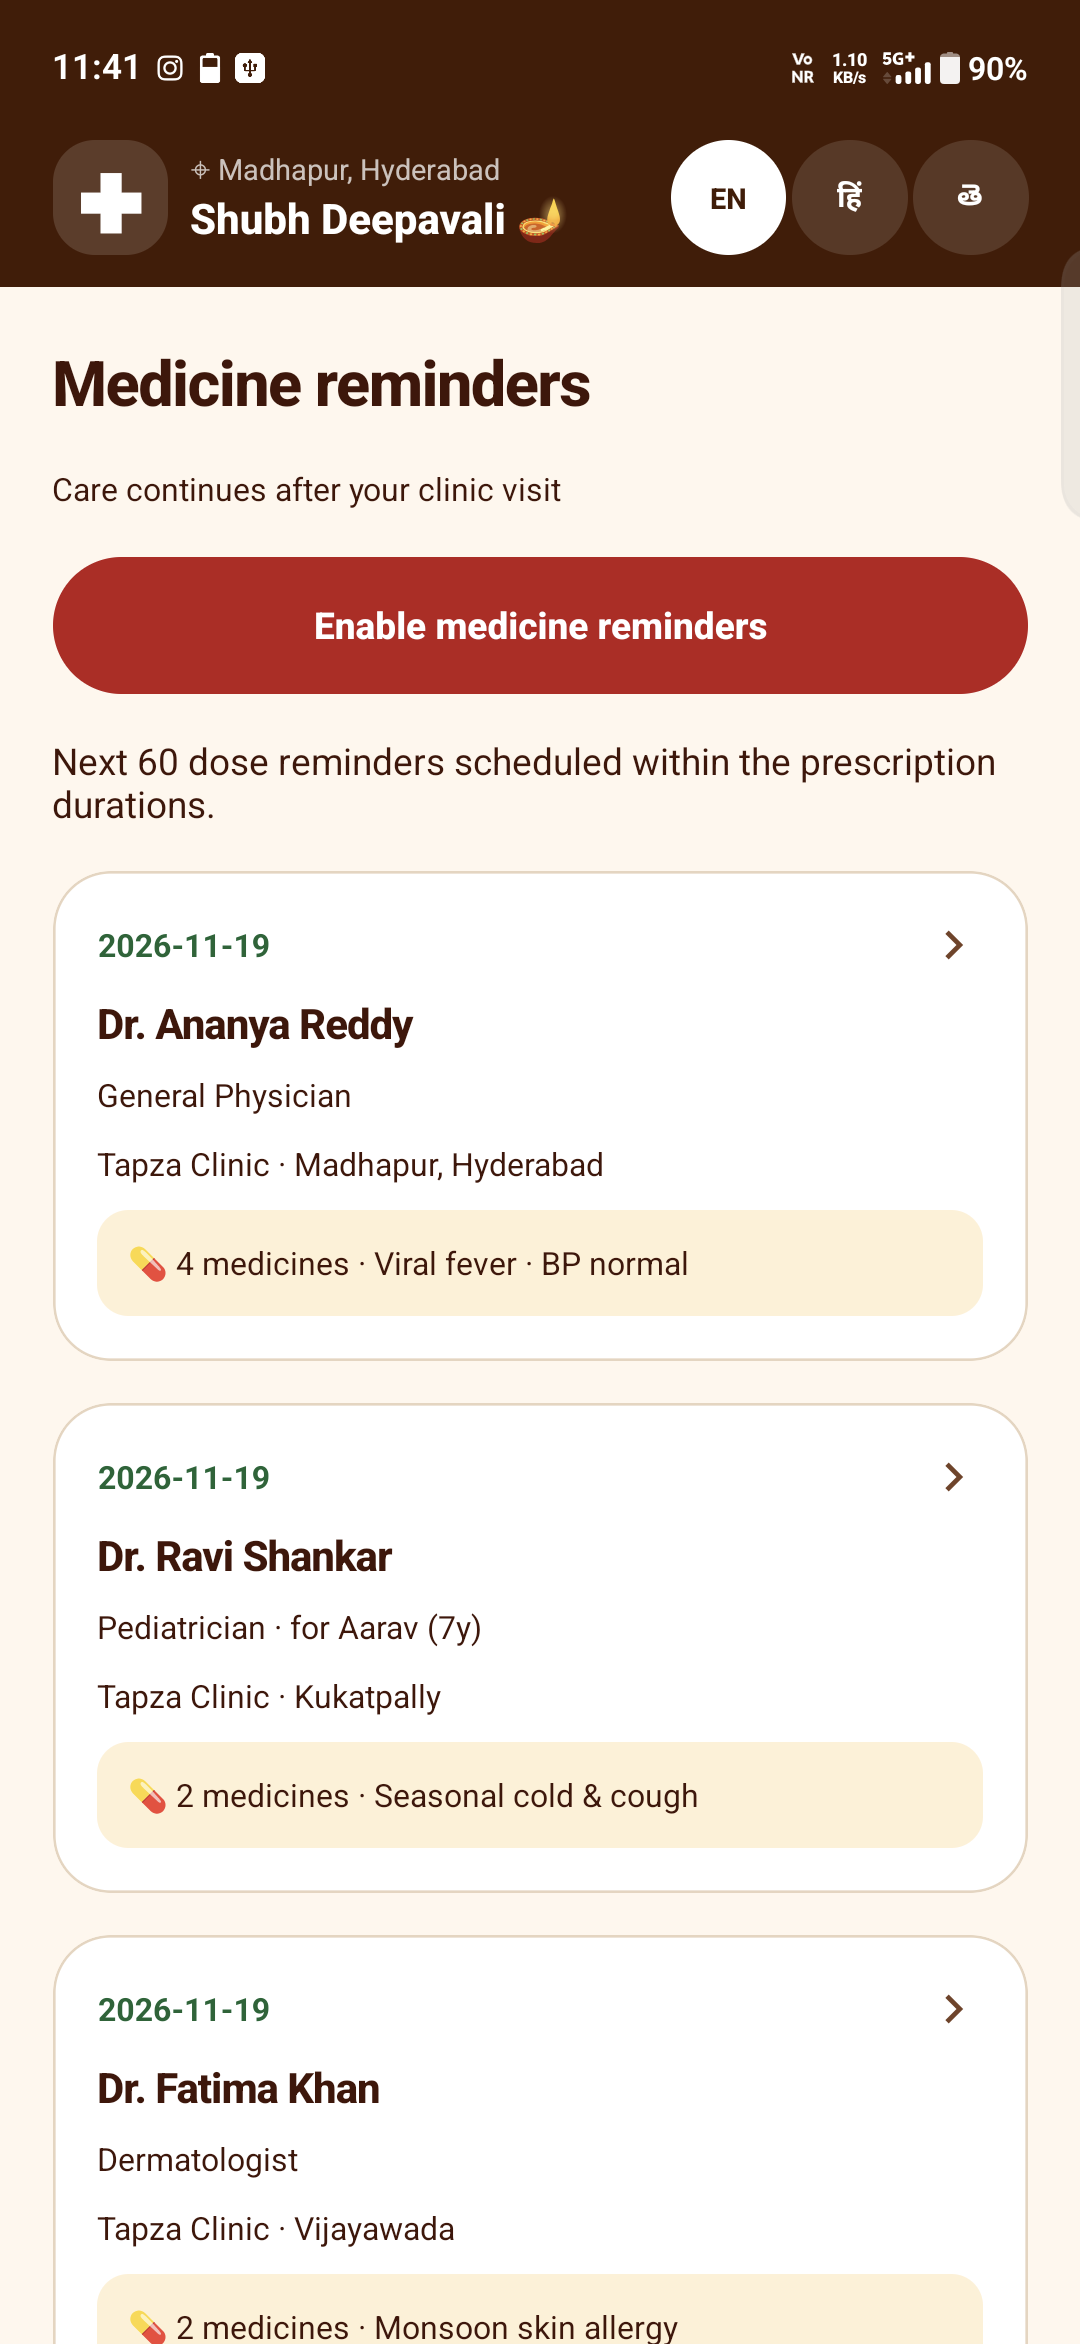 11:41
Vo NR 1.10 KB/s 5G+ 90%
Madhapur, Hyderabad
Shubh Deepavali
EN हिं తె
Medicine reminders
Care continues after your clinic visit
Enable medicine reminders
Next 60 dose reminders scheduled within the prescription
durations.
2026-11-19
Dr. Ananya Reddy
General Physician
Tapza Clinic · Madhapur, Hyderabad
4 medicines · Viral fever · BP normal
2026-11-19
Dr. Ravi Shankar
Pediatrician · for Aarav (7y)
Tapza Clinic · Kukatpally
2 medicines · Seasonal cold & cough
2026-11-19
Dr. Fatima Khan
Dermatologist
Tapza Clinic · Vijayawada
2 medicines · Monsoon skin allergy